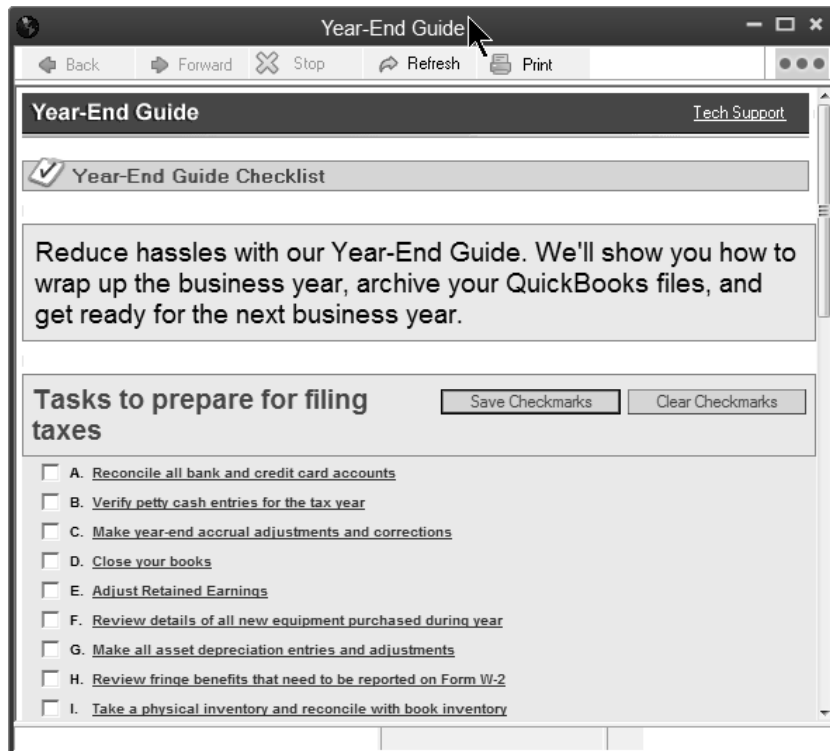 Year-End Guide
Back Forward Stop Refresh Print
Year-End Guide Tech Support
Year-End Guide Checklist
Reduce hassles with our Year-End Guide. We'll show you how to
wrap up the business year, archive your QuickBooks files, and
get ready for the next business year.
Tasks to prepare for filing
taxes
Save Checkmarks Clear Checkmarks
A. Reconcile all bank and credit card accounts
B. Verify petty cash entries for the tax year
C. Make year-end accrual adjustments and corrections
D. Close your books
E. Adjust Retained Earnings
F. Review details of all new equipment purchased during year
G. Make all asset depreciation entries and adjustments
H. Review fringe benefits that need to be reported on Form W-2
I. Take a physical inventory and reconcile with book inventory